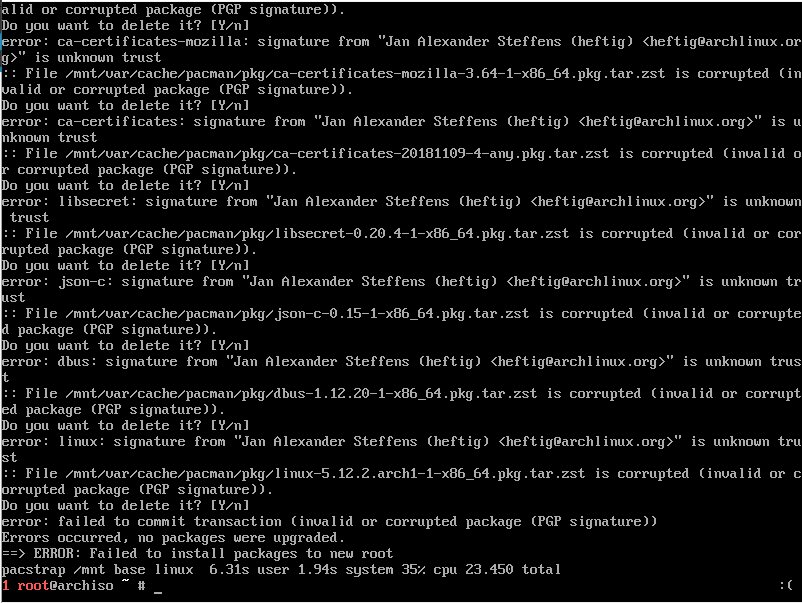 alid or corrupted package (PGP signature)).
Do you want to delete it? [Y/n]
error: ca-certificates-mozilla: signature from "Jan Alexander Steffens (heftig) <heftig@archlinux.or
g>" is unknown trust
:: File /mnt/var/cache/pacman/pkg/ca-certificates-mozilla-3.64-1-x86_64.pkg.tar.zst is corrupted (in
valid or corrupted package (PGP signature)).
Do you want to delete it? [Y/n]
error: ca-certificates: signature from "Jan Alexander Steffens (heftig) <heftig@archlinux.org>" is u
nknown trust
:: File /mnt/var/cache/pacman/pkg/ca-certificates-20181109-4-any.pkg.tar.zst is corrupted (invalid o
r corrupted package (PGP signature)).
Do you want to delete it? [Y/n]
error: libsecret: signature from "Jan Alexander Steffens (heftig) <heftig@archlinux.org>" is unknown
 trust
:: File /mnt/var/cache/pacman/pkg/libsecret-0.20.4-1-x86_64.pkg.tar.zst is corrupted (invalid or cor
rupted package (PGP signature)).
Do you want to delete it? [Y/n]
error: json-c: signature from "Jan Alexander Steffens (heftig) <heftig@archlinux.org>" is unknown tr
ust
:: File /mnt/var/cache/pacman/pkg/json-c-0.15-1-x86_64.pkg.tar.zst is corrupted (invalid or corrupte
d package (PGP signature)).
Do you want to delete it? [Y/n]
error: dbus: signature from "Jan Alexander Steffens (heftig) <heftig@archlinux.org>" is unknown trus
t
:: File /mnt/var/cache/pacman/pkg/dbus-1.12.20-1-x86_64.pkg.tar.zst is corrupted (invalid or corrupt
ed package (PGP signature)).
Do you want to delete it? [Y/n]
error: linux: signature from "Jan Alexander Steffens (heftig) <heftig@archlinux.org>" is unknown tru
st
:: File /mnt/var/cache/pacman/pkg/linux-5.12.2.arch1-1-x86_64.pkg.tar.zst is corrupted (invalid or c
orrupted package (PGP signature)).
Do you want to delete it? [Y/n]
error: failed to commit transaction (invalid or corrupted package (PGP signature))
Errors occurred, no packages were upgraded.
==> ERROR: Failed to install packages to new root
pacstrap /mnt base linux  6.31s user 1.94s system 35% cpu 23.450 total
1 root@archiso ~ # _ :(